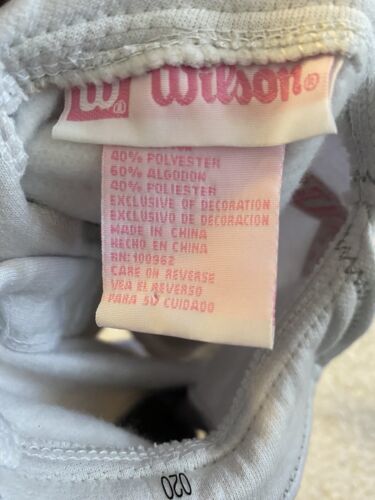 W Wilson®
40% POLYESTER
60% ALGODON
40% POLIESTER
EXCLUSIVE OF DECORATION
EXCLUSIVO DE DECORACION
MADE IN CHINA
HECHO EN CHINA
RN: 100962
CARE ON REVERSE
VEA EL REVERSO
PARA SU CUIDADO
020